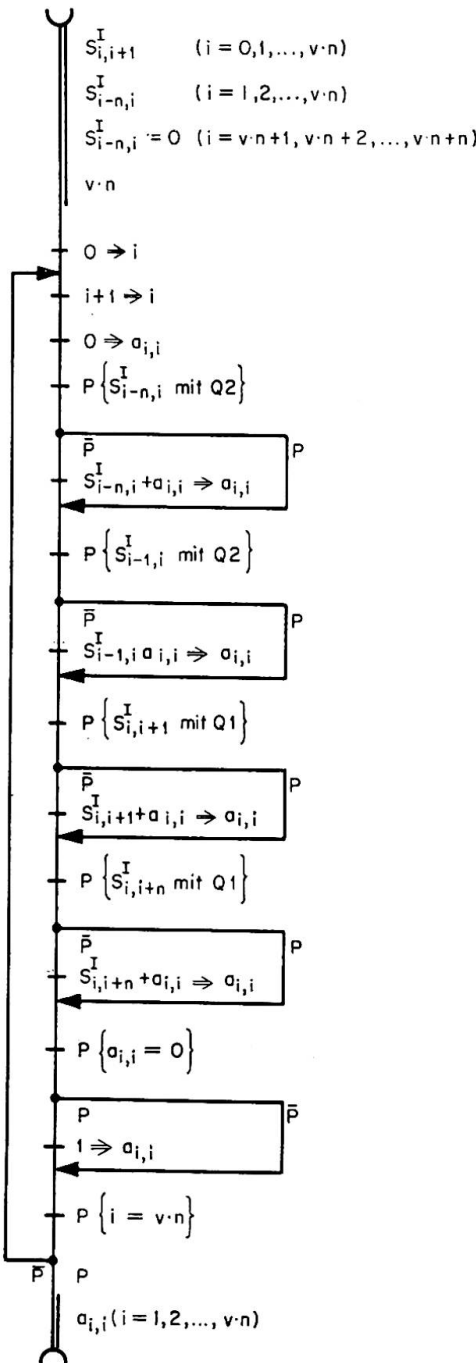 S^I_{i,i+1} (i = 0,1,...,v·n)
S^I_{i-n,i} (i = 1,2,...,v·n)
S^I_{i-n,i} = 0 (i = v·n+1, v·n+2,...,v·n+n)
v·n
0 → i
i+1 → i
0 ⇒ a_{i,i}
P{S^I_{i-n,i} mit Q2}
P̄ P
S^I_{i-n,i} + a_{i,i} ⇒ a_{i,i}
P{S^I_{i-1,i} mit Q2}
P̄ P
S^I_{i-1,i} a_{i,i} ⇒ a_{i,i}
P{S^I_{i,i+1} mit Q1}
P̄ P
S^I_{i,i+1} + a_{i,i} → a_{i,i}
P{S^I_{i,i+n} mit Q1}
P̄ P
S^I_{i,i+n} + a_{i,i} ⇒ a_{i,i}
P{a_{i,i} = 0}
P P̄
1 ⇒ a_{i,i}
P{i = v·n}
P̄ P
a_{i,i} (i = 1,2,..., v·n)